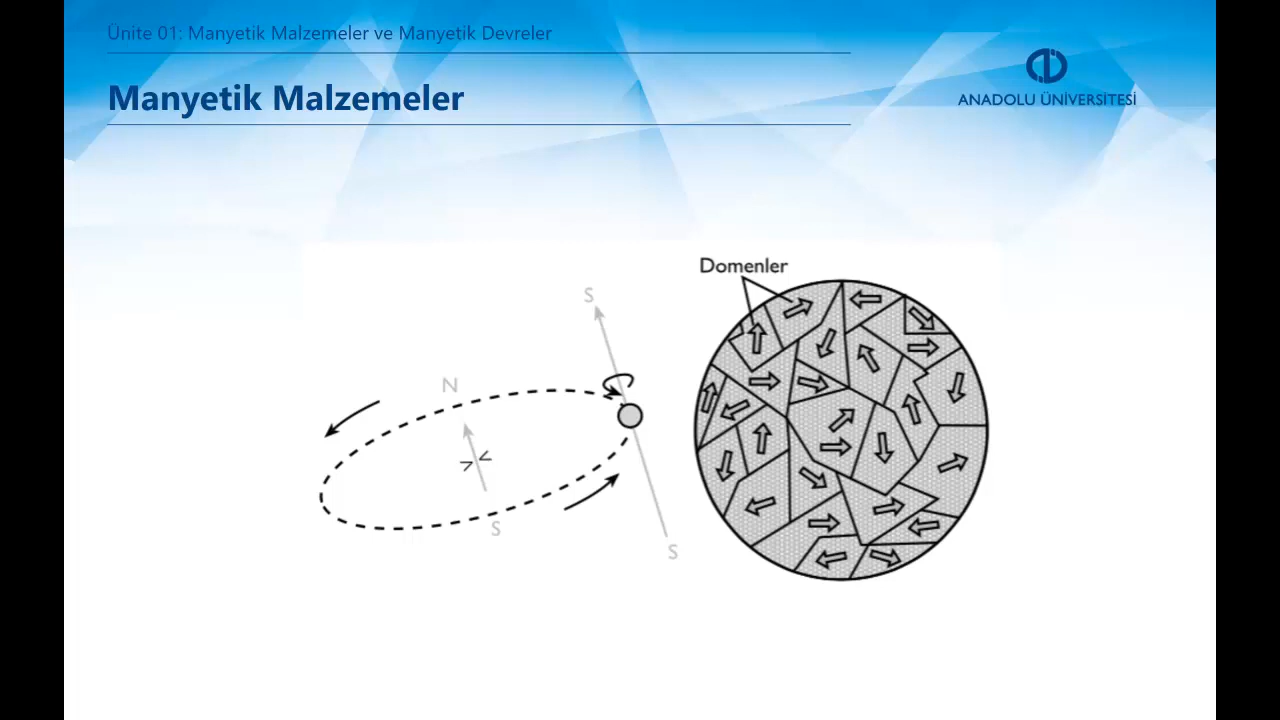 Ünite 01: Manyetik Malzemeler ve Manyetik Devreler
Manyetik Malzemeler
ANADOLU ÜNİVERSİTESİ
Domenler
S
N
S
S